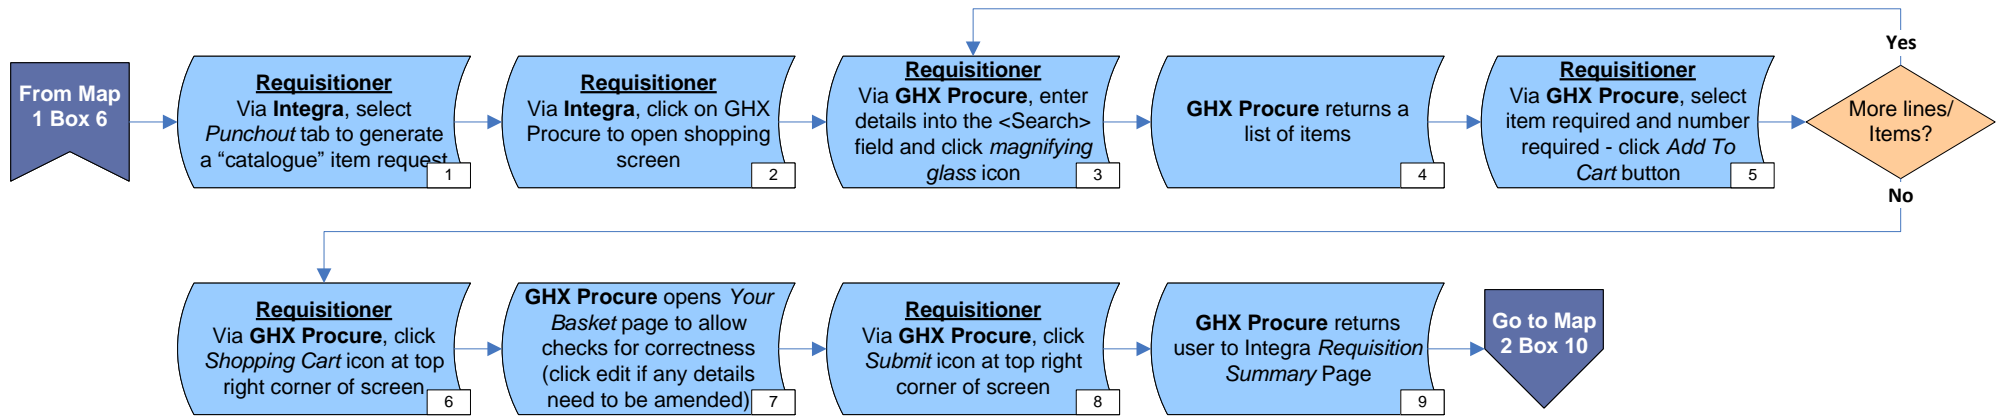 From Map
1 Box 6
Requisitioner
Via Integra, select
Punchout tab to generate
a “catalogue” item request
1
Requisitioner
Via Integra, click on GHX
Procure to open shopping
screen
2
Requisitioner
Via GHX Procure, enter
details into the <Search>
field and click magnifying
glass icon
3
GHX Procure returns a
list of items
4
Requisitioner
Via GHX Procure, select
item required and number
required - click Add To
Cart button
5
Yes
More lines/
Items?
No
Requisitioner
Via GHX Procure, click
Shopping Cart icon at top
right corner of screen
6
GHX Procure opens Your
Basket page to allow
checks for correctness
(click edit if any details
need to be amended)
7
Requisitioner
Via GHX Procure, click
Submit icon at top right
corner of screen
8
GHX Procure returns
user to Integra Requisition
Summary Page
9
Go to Map
2 Box 10